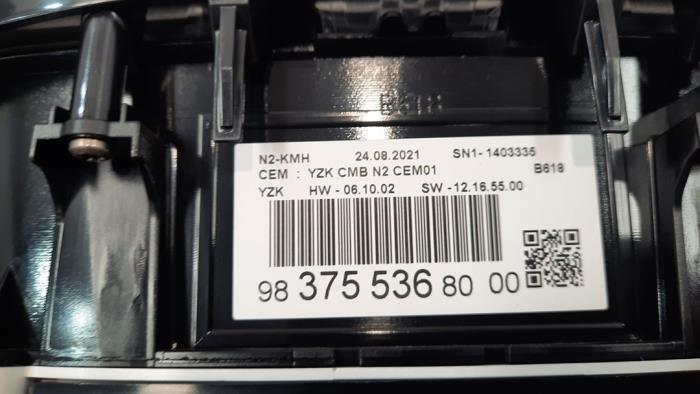 N2-KMH 24.08.2021 SN1- 1403335
CEM : YZK CMB N2 CEM01 B618
YZK HW - 06.10.02 SW - 12.16.55.00
98 375 536 80 00